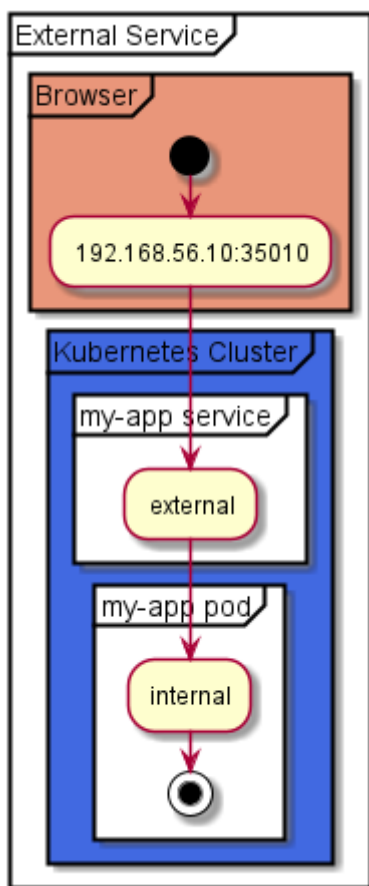 External Service
Browser
192.168.56.10:35010
Kubernetes Cluster
my-app service
external
my-app pod
internal